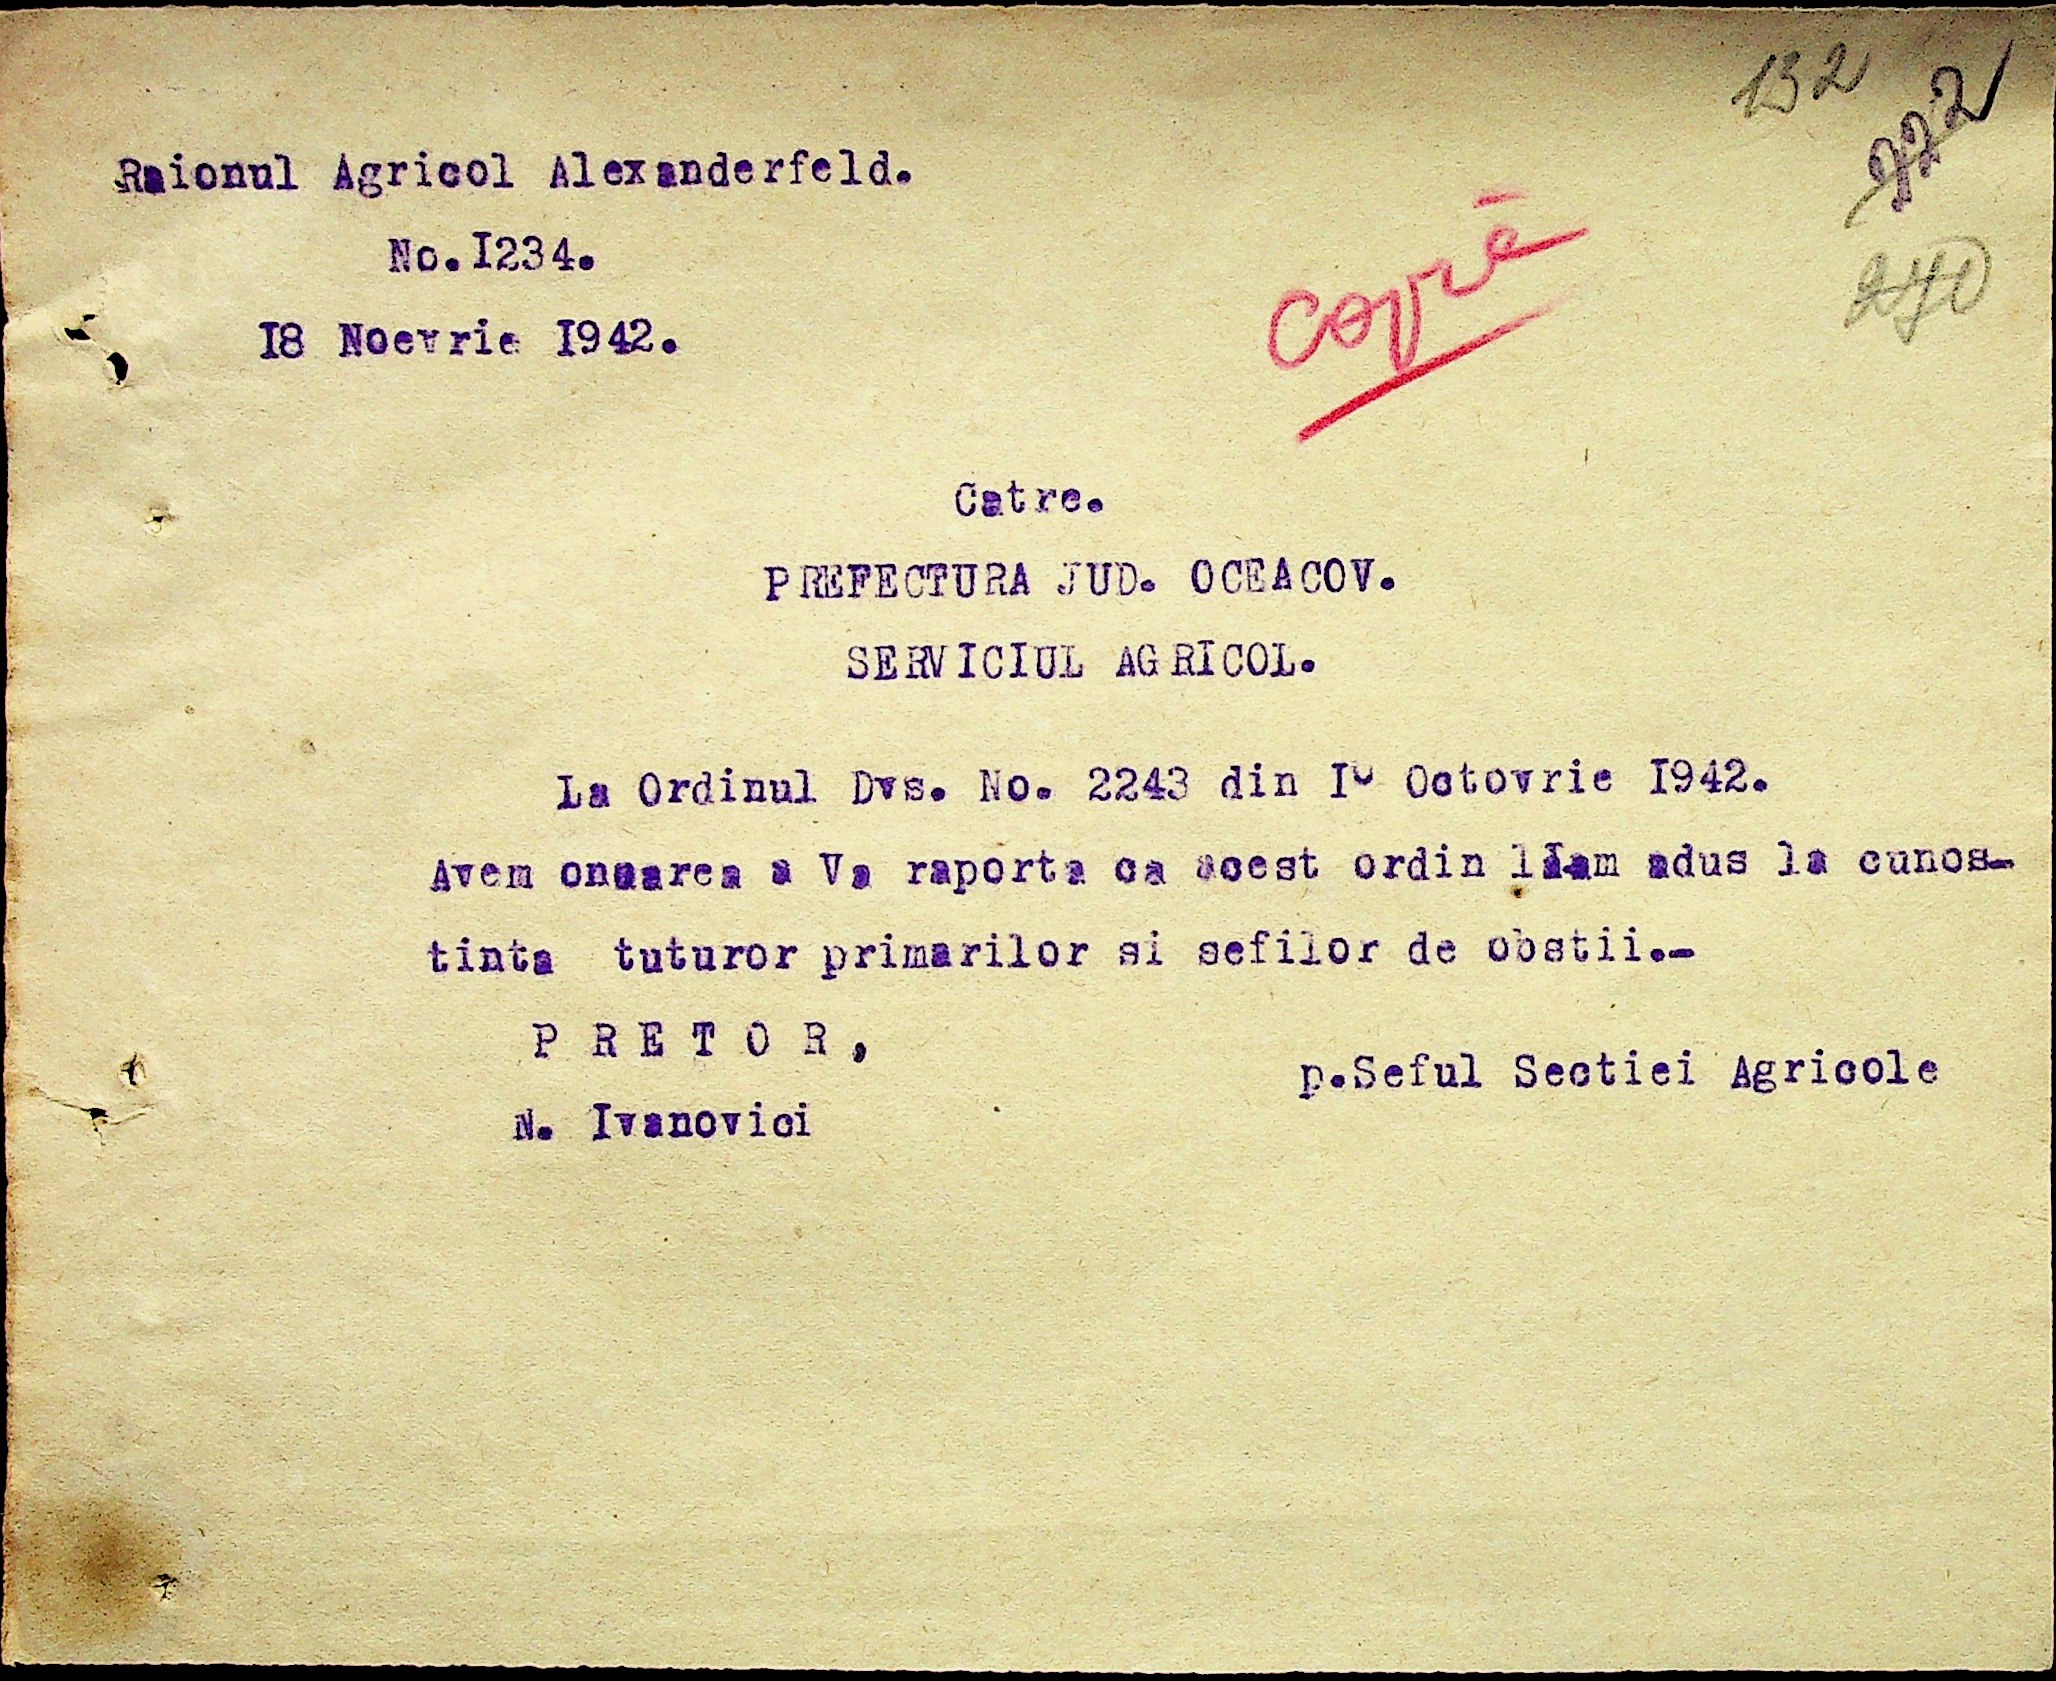 132
222
240
Raionul Agricol Alexanderfeld.
No.I234.
I8 Noevrie I942.
Catre.
PREFECTURA JUD. OCEACOV.
SERVICIUL AGRICOL.
La Ordinul Dvs. No. 2243 din Octovrie I942.
Avem onoarea a Va raporta ca acest ordin l-am adus la cunos-
tinta tuturor primarilor si sefilor de obstii.-
P R E T O R,
p.Seful Sectiei Agricole
N. Ivanovici